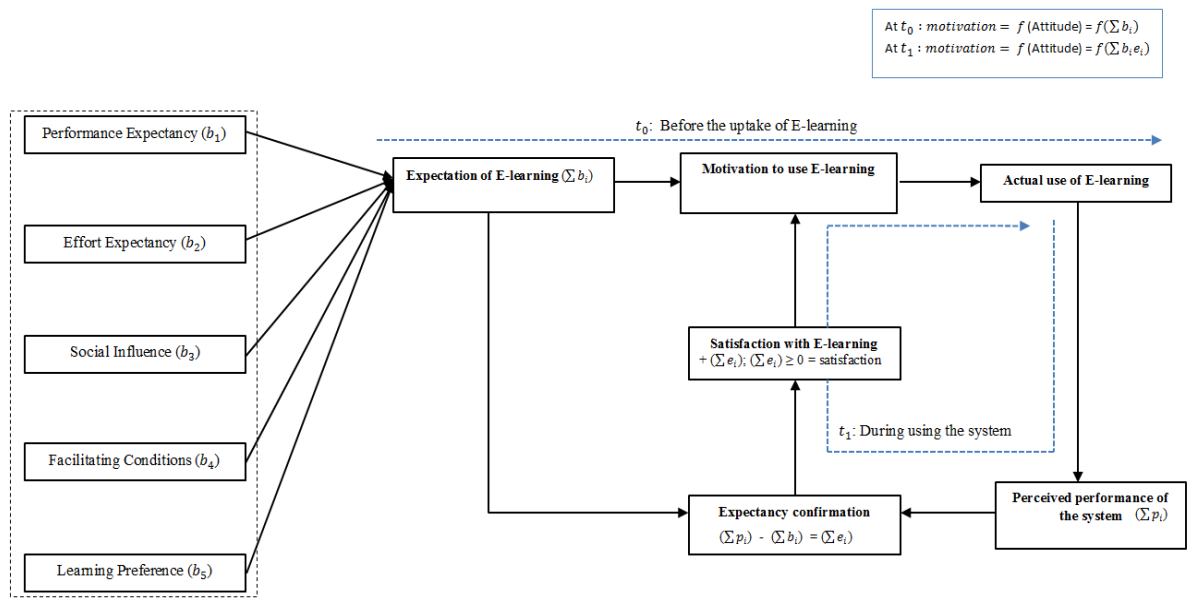 At t₀ : motivation = f (Attitude) = f(∑ bᵢ)
At t₁ : motivation = f (Attitude) = f(∑ bᵢeᵢ)
Performance Expectancy (b₁)
t₀: Before the uptake of E-learning
Expectation of E-learning (∑ bᵢ)
Motivation to use E-learning
Actual use of E-learning
Effort Expectancy (b₂)
Social Influence (b₃)
Satisfaction with E-learning
+ (∑ eᵢ); (∑ eᵢ) ≥ 0 = satisfaction
t₁: During using the system
Facilitating Conditions (b₄)
Expectancy confirmation
(∑ pᵢ) - (∑ bᵢ) = (∑ eᵢ)
Perceived performance of
the system (∑ pᵢ)
Learning Preference (b₅)